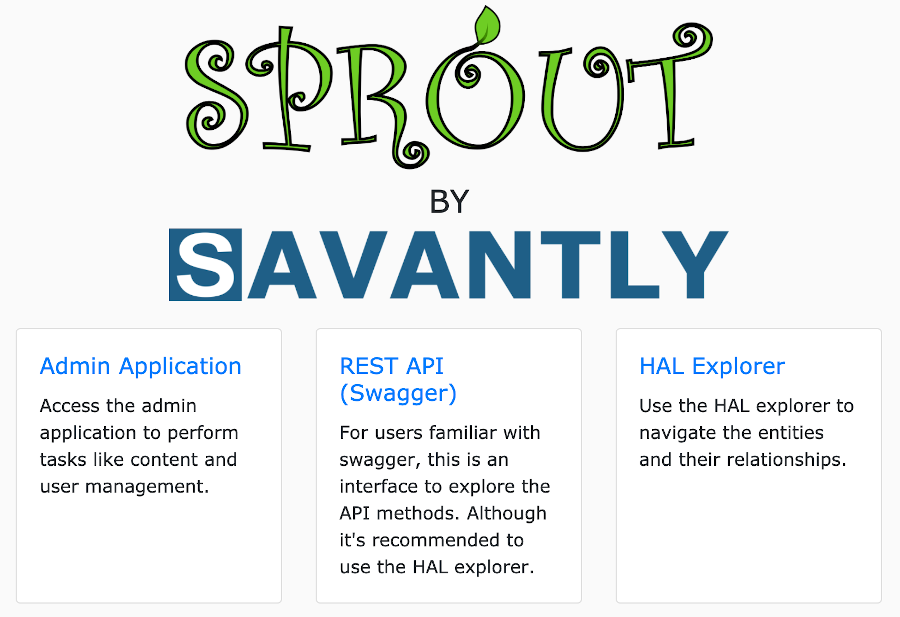 SPROUT
BY
SAVANTLY
Admin Application
Access the admin
application to perform
tasks like content and
user management.
REST API
(Swagger)
For users familiar with
swagger, this is an
interface to explore the
API methods. Although
it's recommended to
use the HAL explorer.
HAL Explorer
Use the HAL explorer to
navigate the entities
and their relationships.